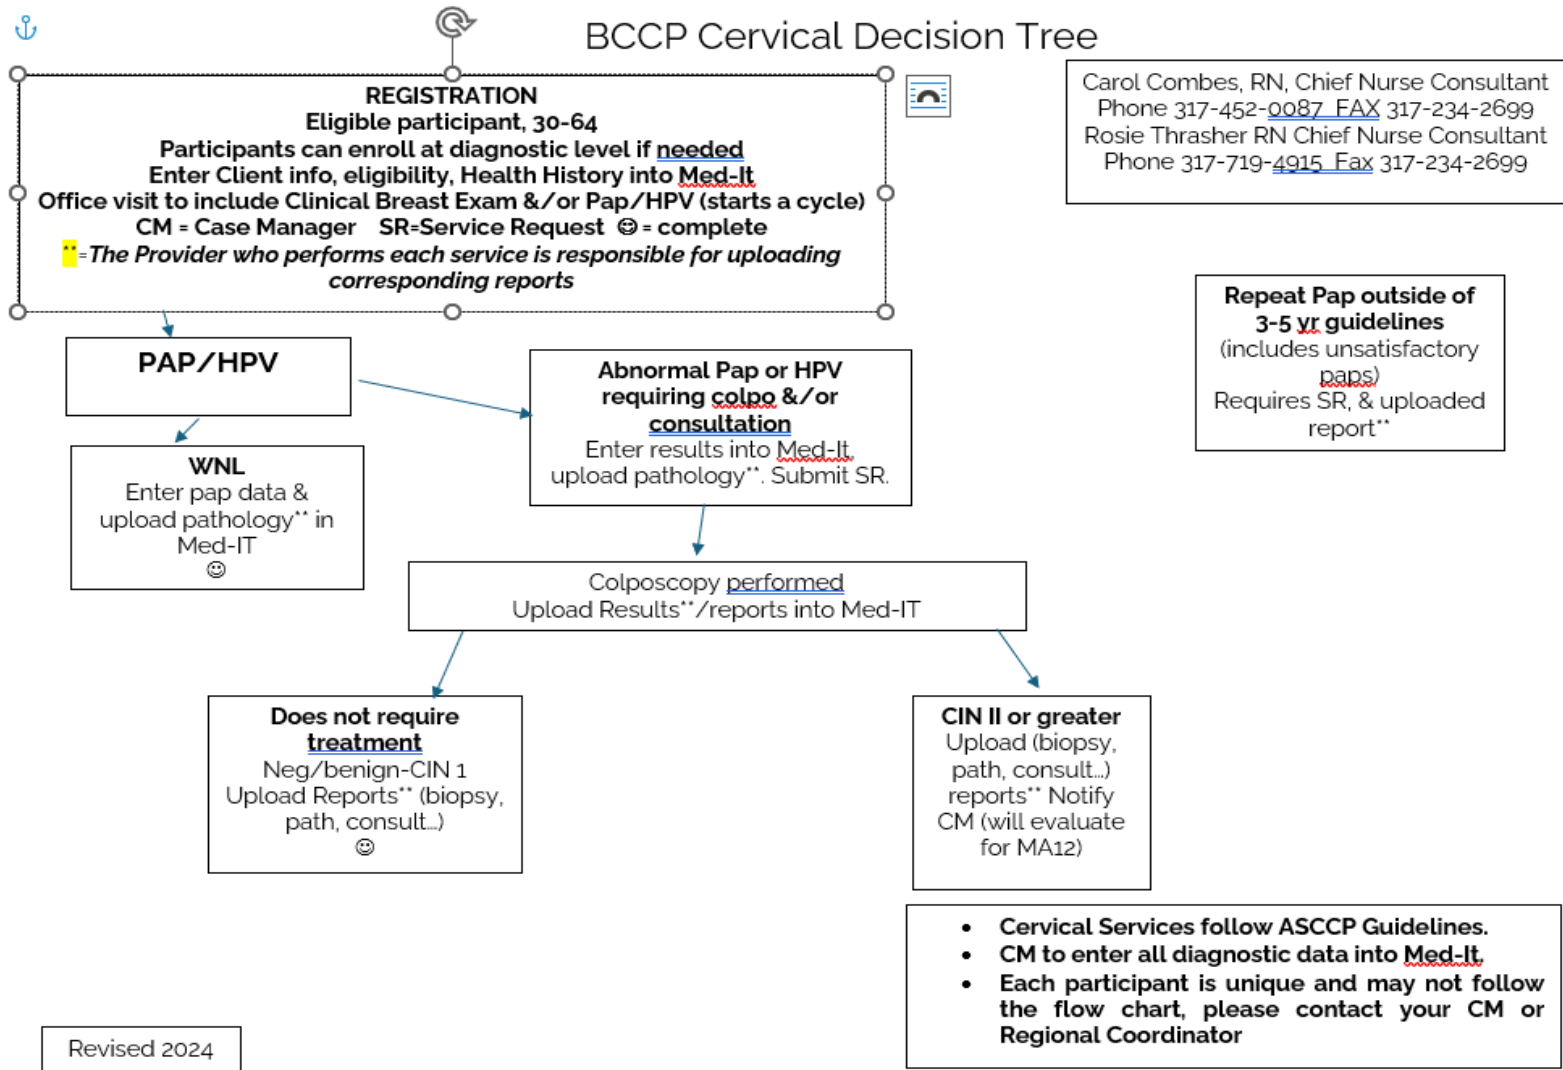 BCCP Cervical Decision Tree
REGISTRATION
Eligible participant, 30-64
Participants can enroll at diagnostic level if needed
Enter Client info, eligibility, Health History into Med-It
Office visit to include Clinical Breast Exam &/or Pap/HPV (starts a cycle)
CM = Case Manager SR=Service Request ☺ = complete
**=The Provider who performs each service is responsible for uploading
corresponding reports
Carol Combes, RN, Chief Nurse Consultant
Phone 317-452-0087 FAX 317-234-2699
Rosie Thrasher RN Chief Nurse Consultant
Phone 317-719-4915 Fax 317-234-2699
Repeat Pap outside of
3-5 yr guidelines
(includes unsatisfactory
paps)
Requires SR, & uploaded
report**
PAP/HPV
Abnormal Pap or HPV
requiring colpo &/or
consultation
Enter results into Med-It,
upload pathology**. Submit SR.
WNL
Enter pap data &
upload pathology** in
Med-IT
☺
Colposcopy performed
Upload Results**/reports into Med-IT
Does not require
treatment
Neg/benign-CIN 1
Upload Reports** (biopsy,
path, consult…)
☺
CIN II or greater
Upload (biopsy,
path, consult…)
reports** Notify
CM (will evaluate
for MA12)
• Cervical Services follow ASCCP Guidelines.
• CM to enter all diagnostic data into Med-It.
• Each participant is unique and may not follow
the flow chart, please contact your CM or
Regional Coordinator
Revised 2024